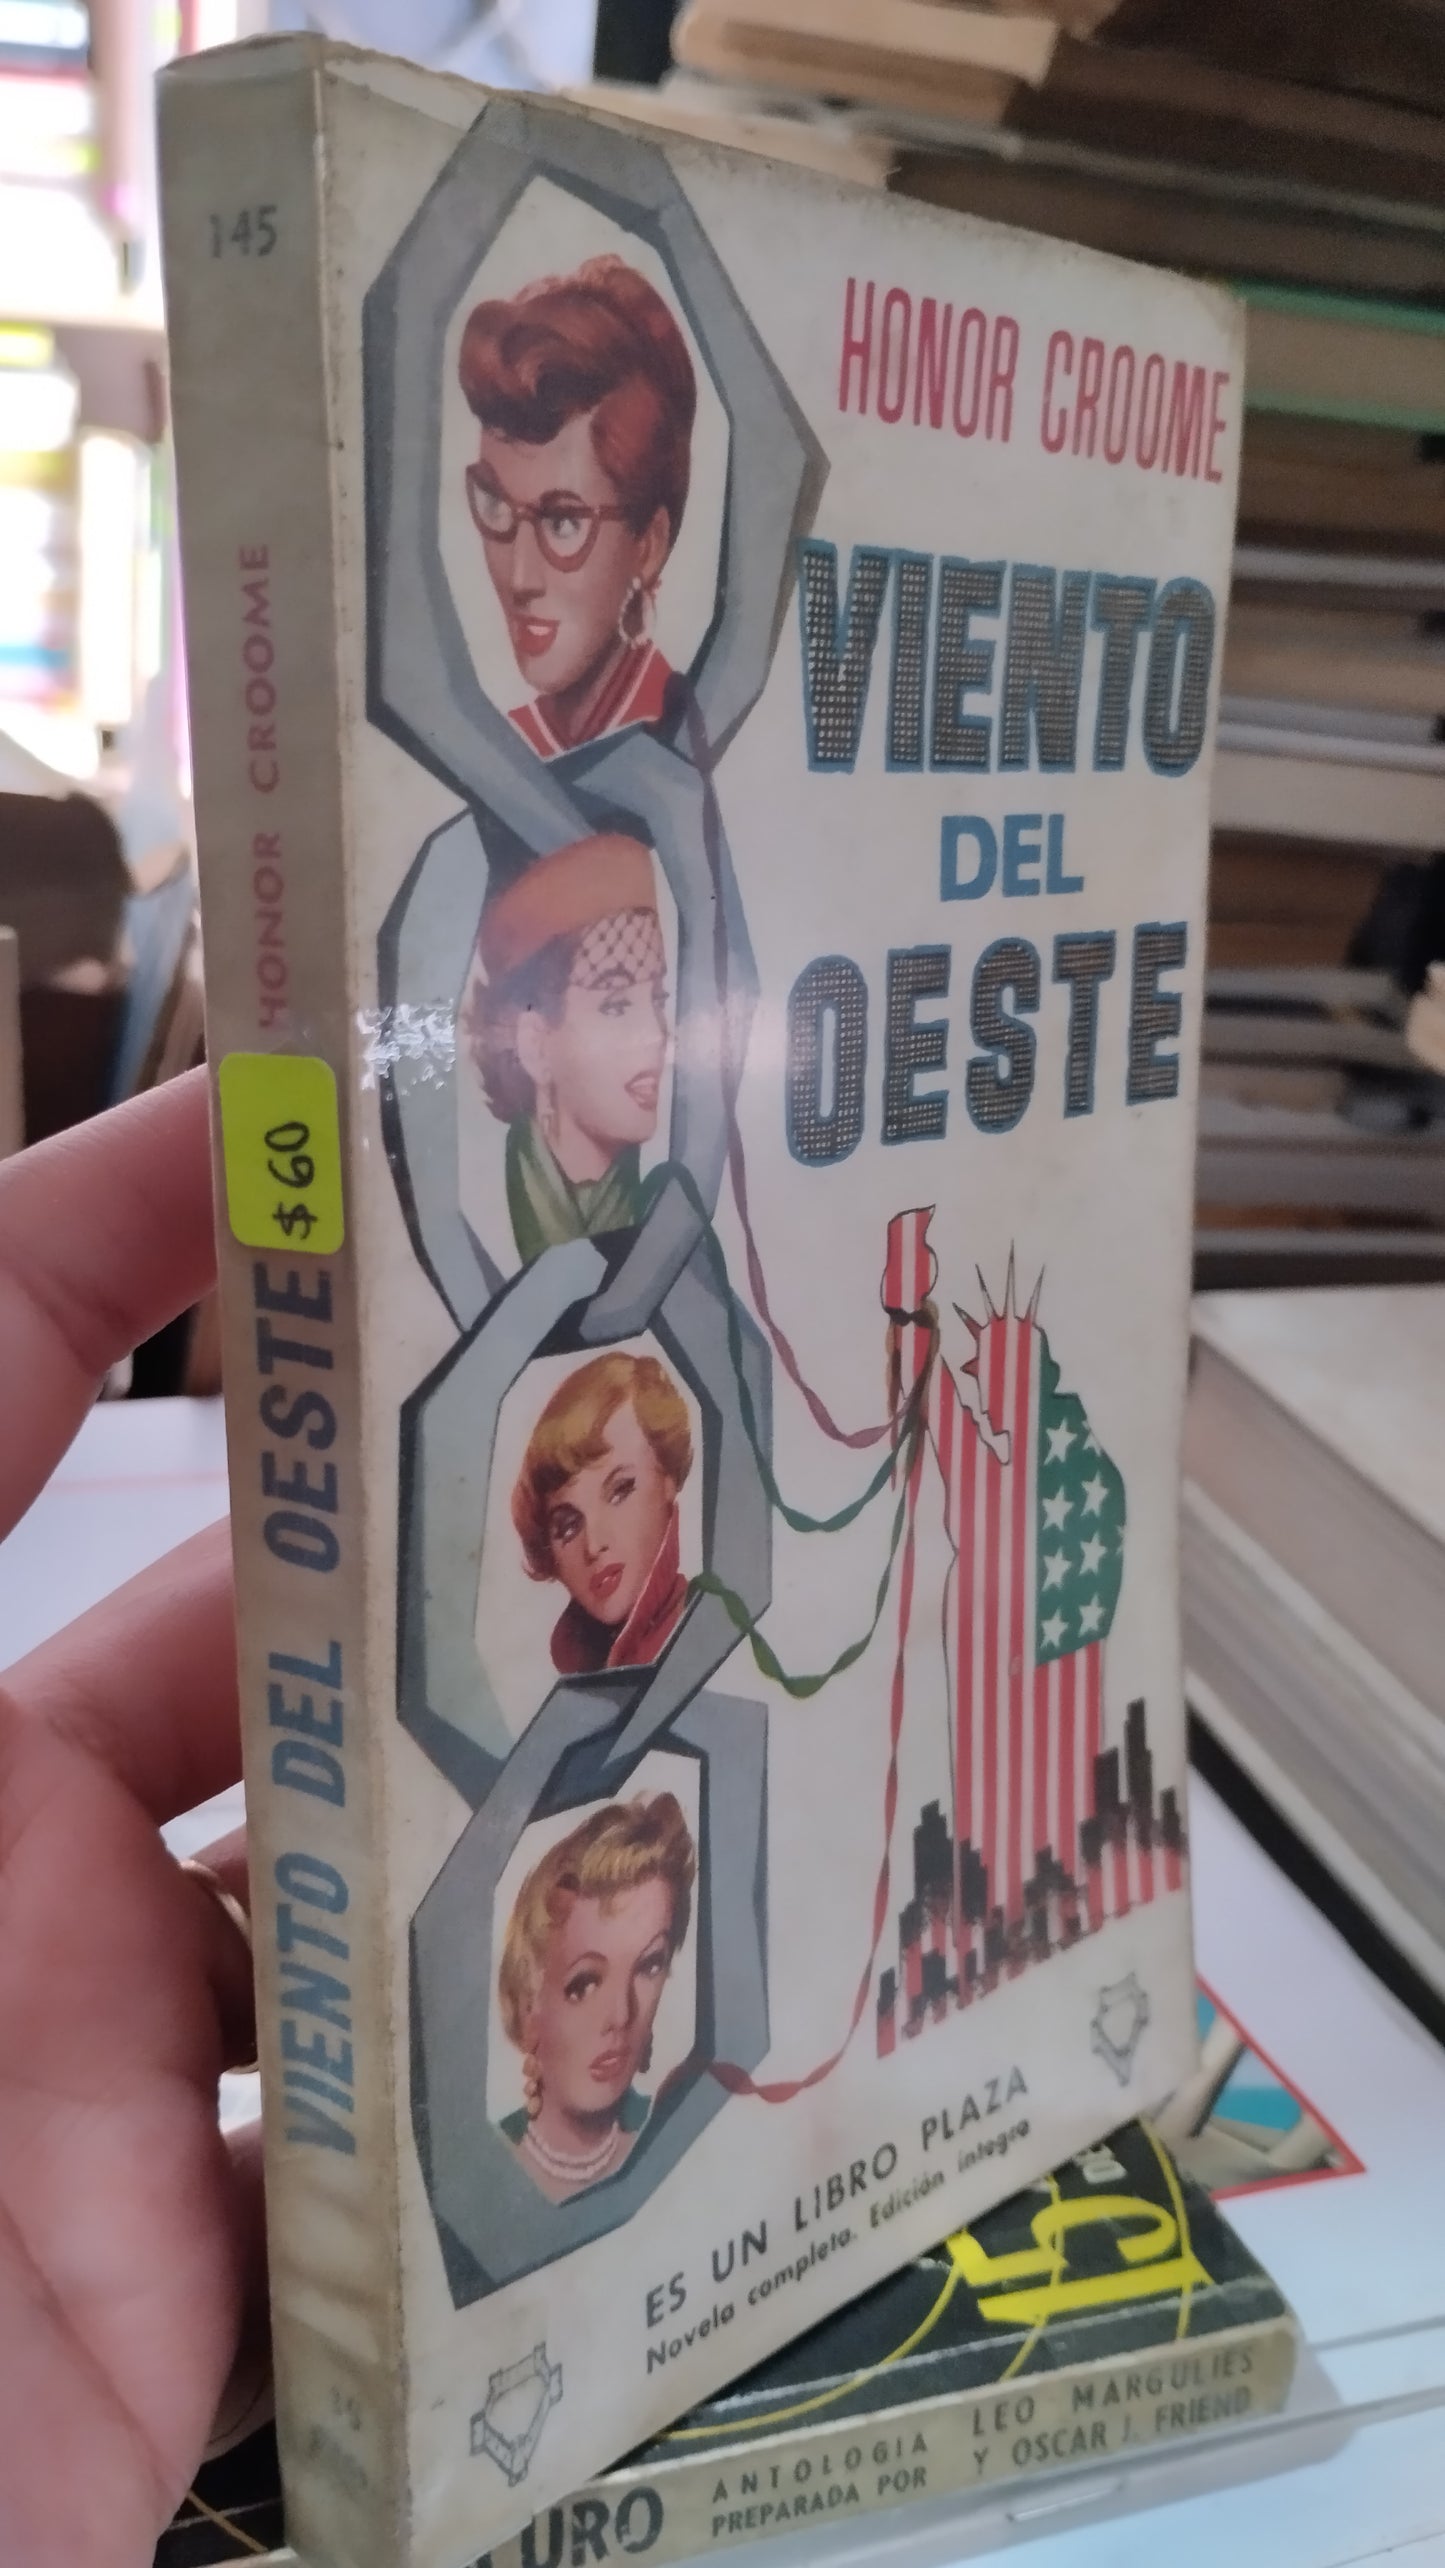 145
HONOR CROOME
$60
VIENTO DEL OESTE
HONOR CROOME
VIENTO
DEL
OESTE
ES UN LIBRO PLAZA
Novela completa. Edición íntegra
ANTOLOGIA
PREPARADA POR
LEO MARGULIES
Y OSCAR J. FRIEND
URO